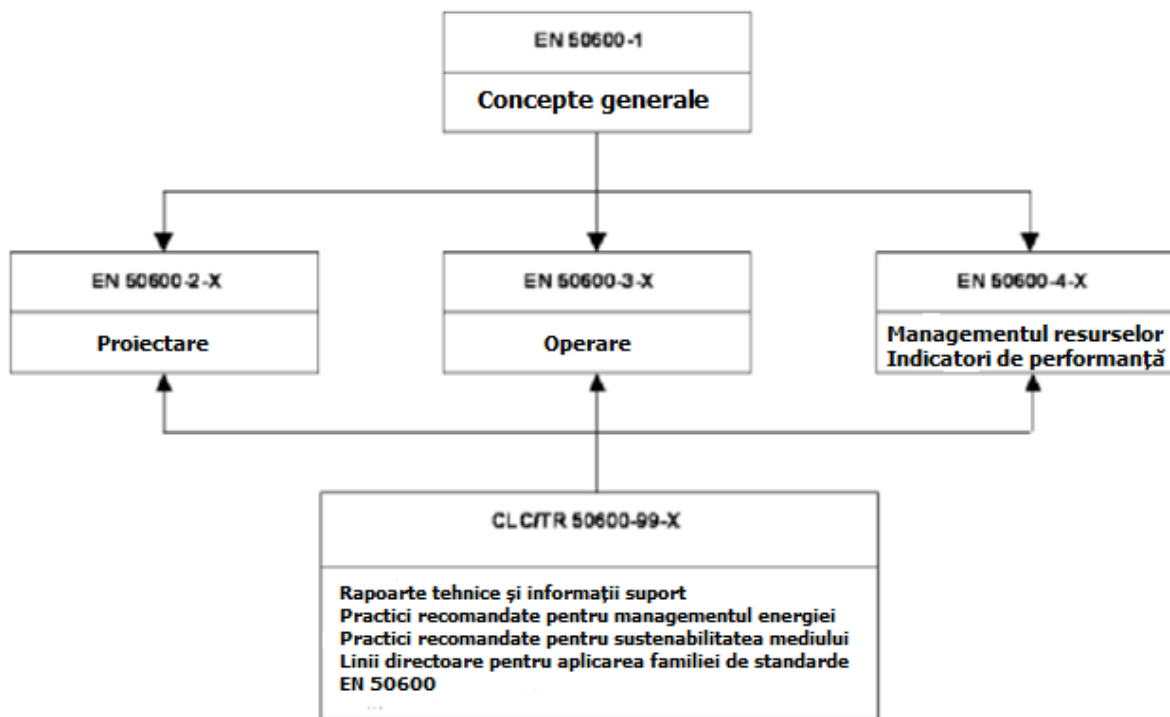 EN 50600-1
Concepte generale
EN 50600-2-X
Proiectare
EN 50600-3-X
Operare
EN 50600-4-X
Managementul resurselor
Indicatori de performanță
CLC/TR 50600-99-X
Rapoarte tehnice și informații suport
Practici recomandate pentru managementul energiei
Practici recomandate pentru sustenabilitatea mediului
Linii directoare pentru aplicarea familiei de standarde
EN 50600
...